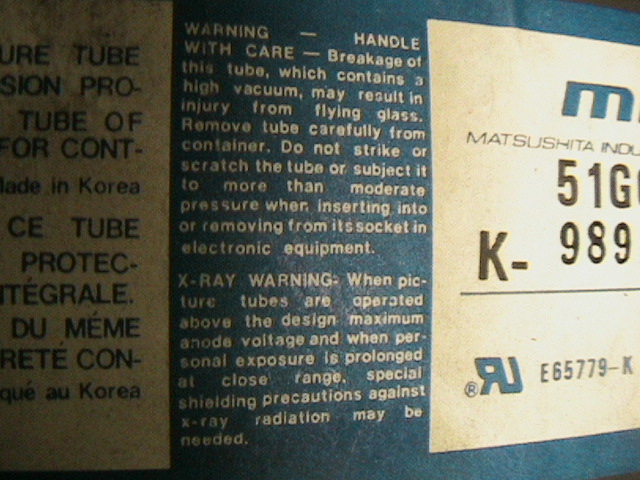 URE TUBE
SION PRO-
TUBE OF
FOR CONT-
Made in Korea
CE TUBE
PROTEC-
NTÉGRALE.
DU MÉME
RETÉ CON-
qué au Korea
WARNING — HANDLE
WITH CARE — Breakage of
this tube, which contains a
high vacuum, may result in
injury from flying glass.
Remove tube carefully from
container. Do not strike or
scratch the tube or subject it
to more than moderate
pressure when inserting into
or removing from its socket in
electronic equipment.
X-RAY WARNING- When pic-
ture tubes are operated
above the design maximum
anode voltage and when per-
sonal exposure is prolonged
at close range, special
shielding precautions against
x-ray radiation may be
needed.
MATSUSHITA INDU
51G
K- 989
® E65779-K